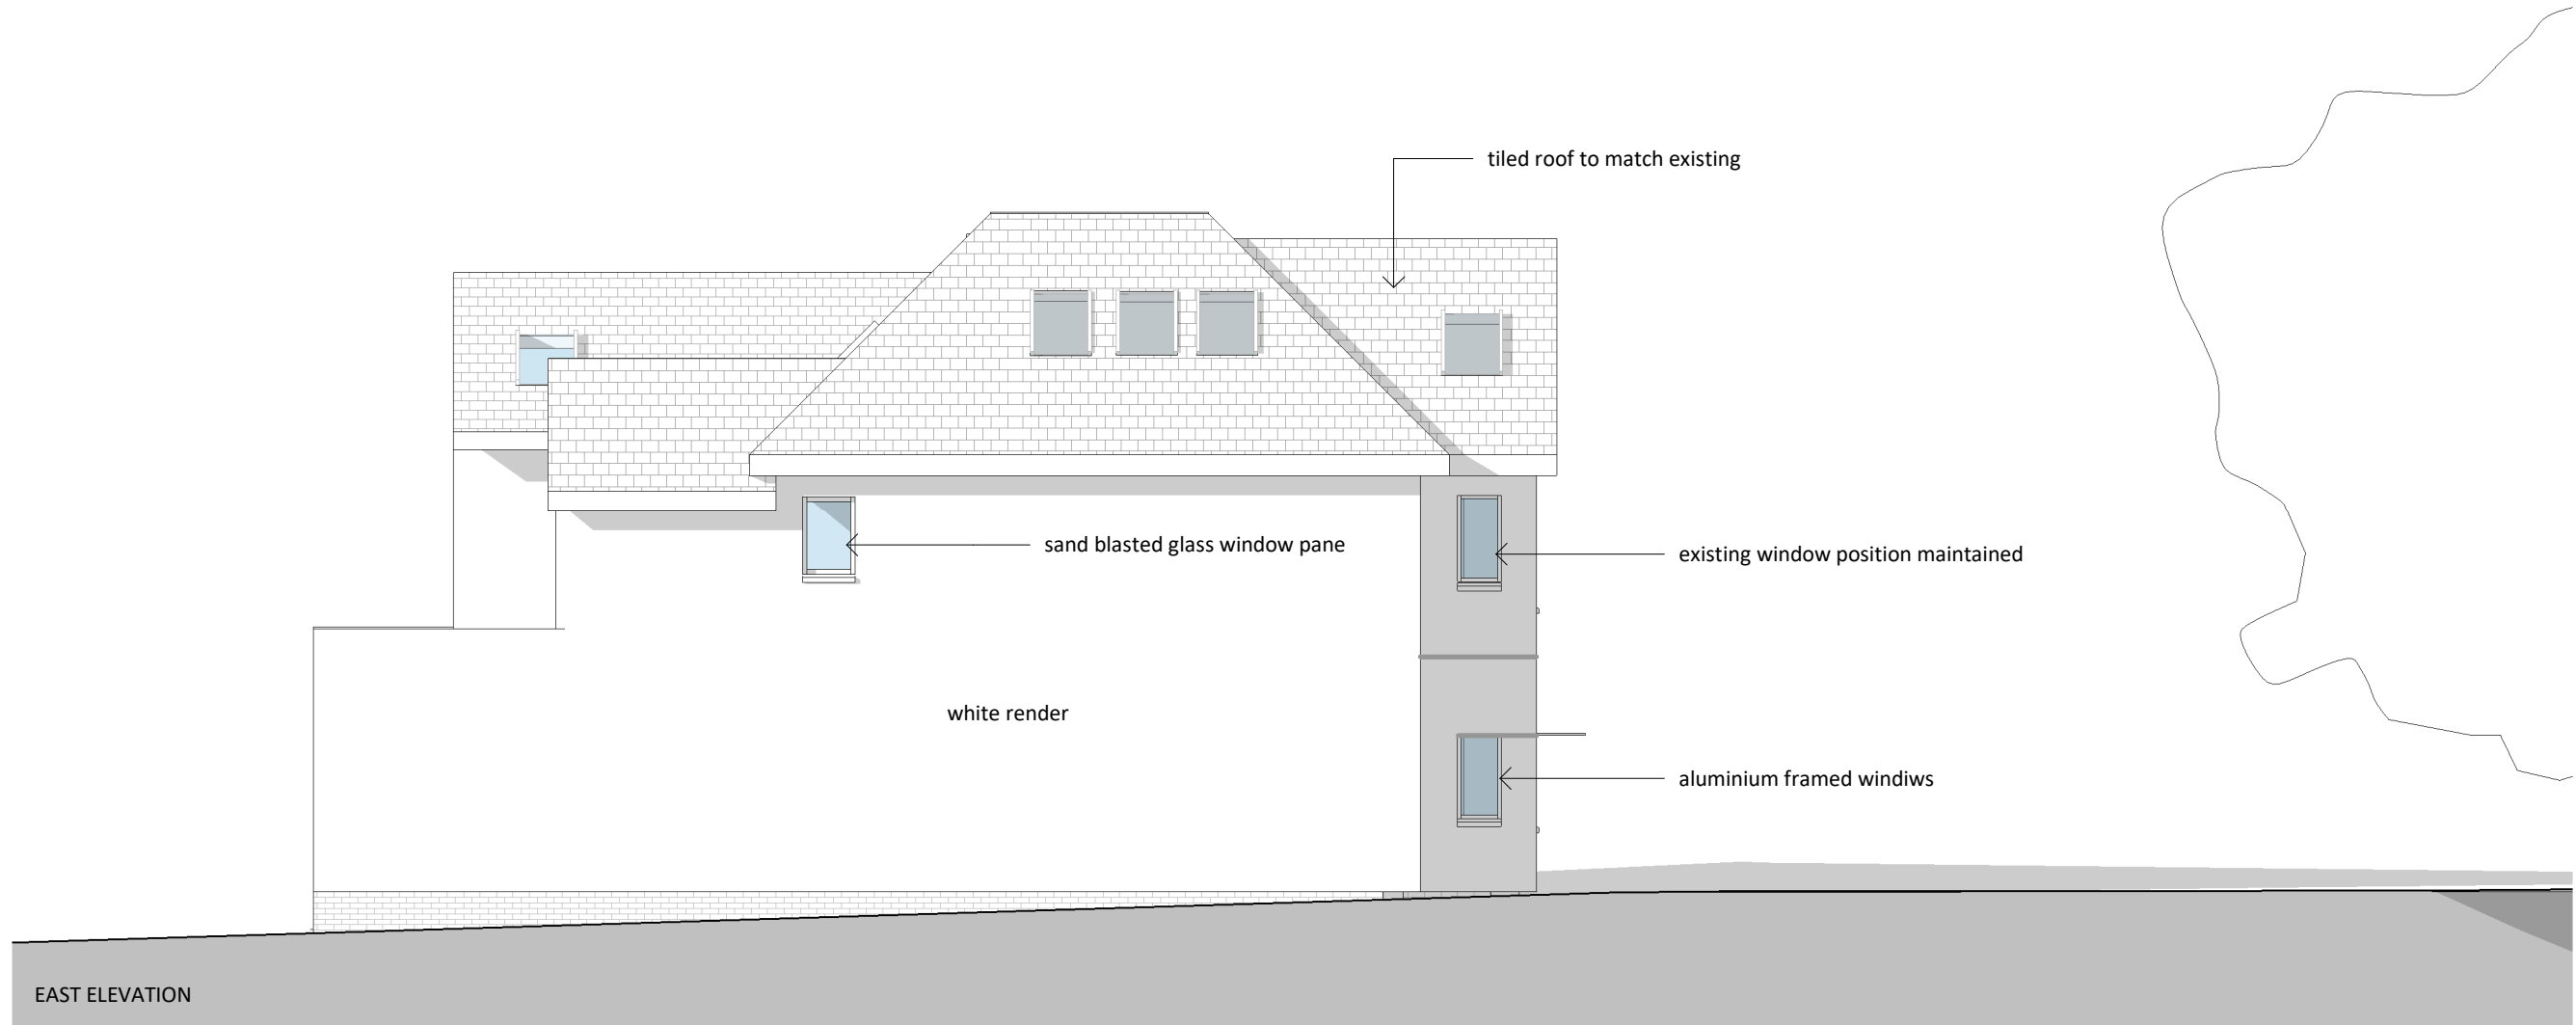 tiled roof to match existing
sand blasted glass window pane
existing window position maintained
white render
aluminium framed windiws
EAST ELEVATION